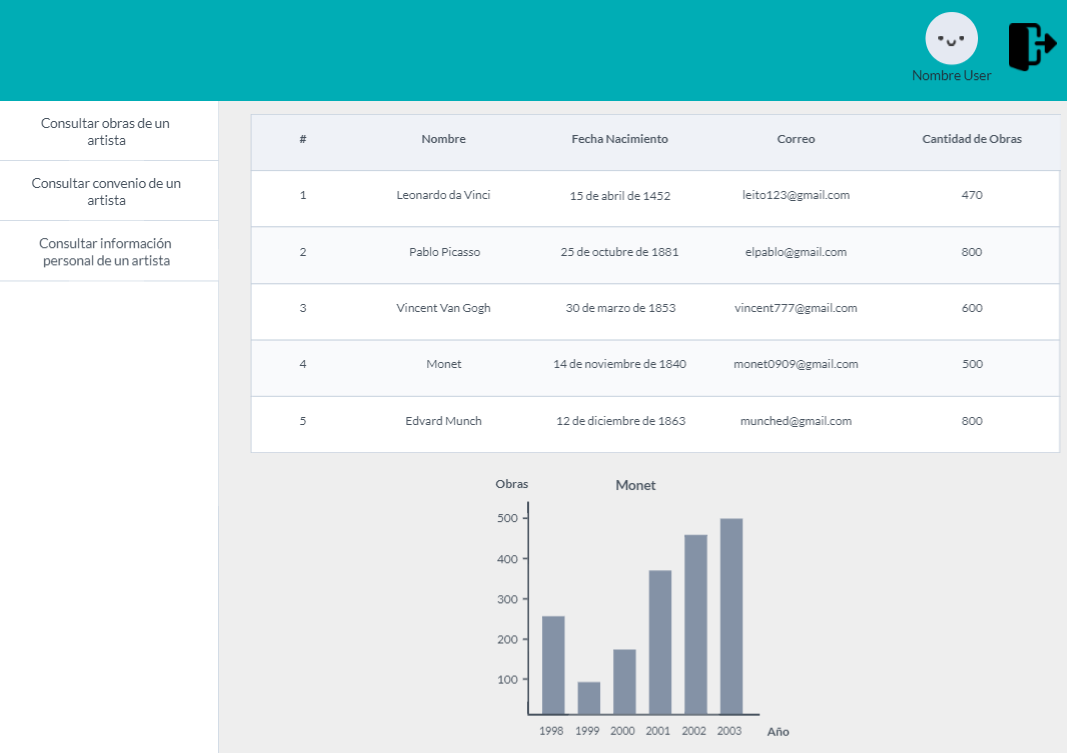 Nombre User
Consultar obras de un
artista
Consultar convenio de un
artista
Consultar información
personal de un artista
# Nombre Fecha Nacimiento Correo Cantidad de Obras
1 Leonardo da Vinci 15 de abril de 1452 leito123@gmail.com 470
2 Pablo Picasso 25 de octubre de 1881 elpablo@gmail.com 800
3 Vincent Van Gogh 30 de marzo de 1853 vincent777@gmail.com 600
4 Monet 14 de noviembre de 1840 monet0909@gmail.com 500
5 Edvard Munch 12 de diciembre de 1863 munched@gmail.com 800
Obras Monet
500
400
300
200
100
1998 1999 2000 2001 2002 2003 Año